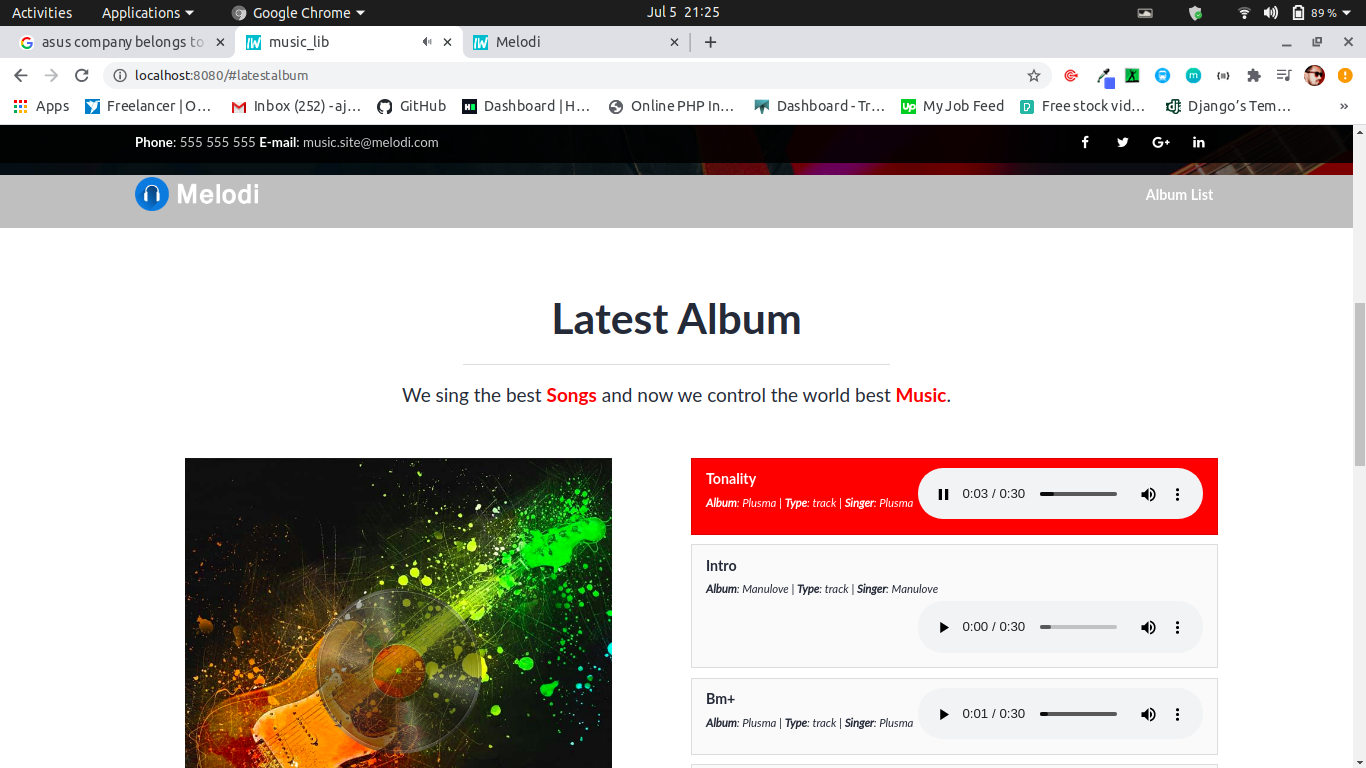 Activities Applications Google Chrome Jul 5 21:25 89 %
asus company belongs to music_lib Melodi
localhost:8080/#latestalbum
Apps Freelancer | O… Inbox (252) - aj… GitHub Dashboard | H… Online PHP In… Dashboard - Tr… My Job Feed Free stock vid… Django's Tem… »
Phone: 555 555 555 E-mail: music.site@melodi.com
Melodi Album List
Latest Album
We sing the best Songs and now we control the world best Music.
Tonality
Album: Plusma | Type: track | Singer: Plusma
0:03 / 0:30
Intro
Album: Manulove | Type: track | Singer: Manulove
0:00 / 0:30
Bm+
Album: Plusma | Type: track | Singer: Plusma
0:01 / 0:30